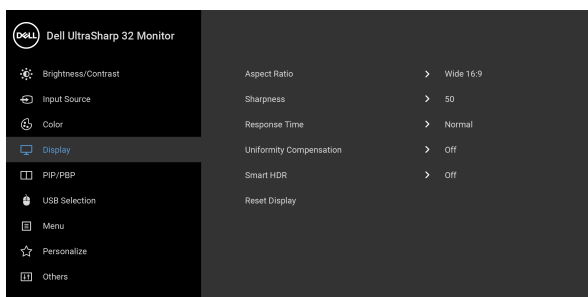 DELL Dell UltraSharp 32 Monitor
Brightness/Contrast
Input Source
Color
Display
PIP/PBP
USB Selection
Menu
Personalize
Others
Aspect Ratio > Wide 16:9
Sharpness > 50
Response Time > Normal
Uniformity Compensation > Off
Smart HDR > Off
Reset Display